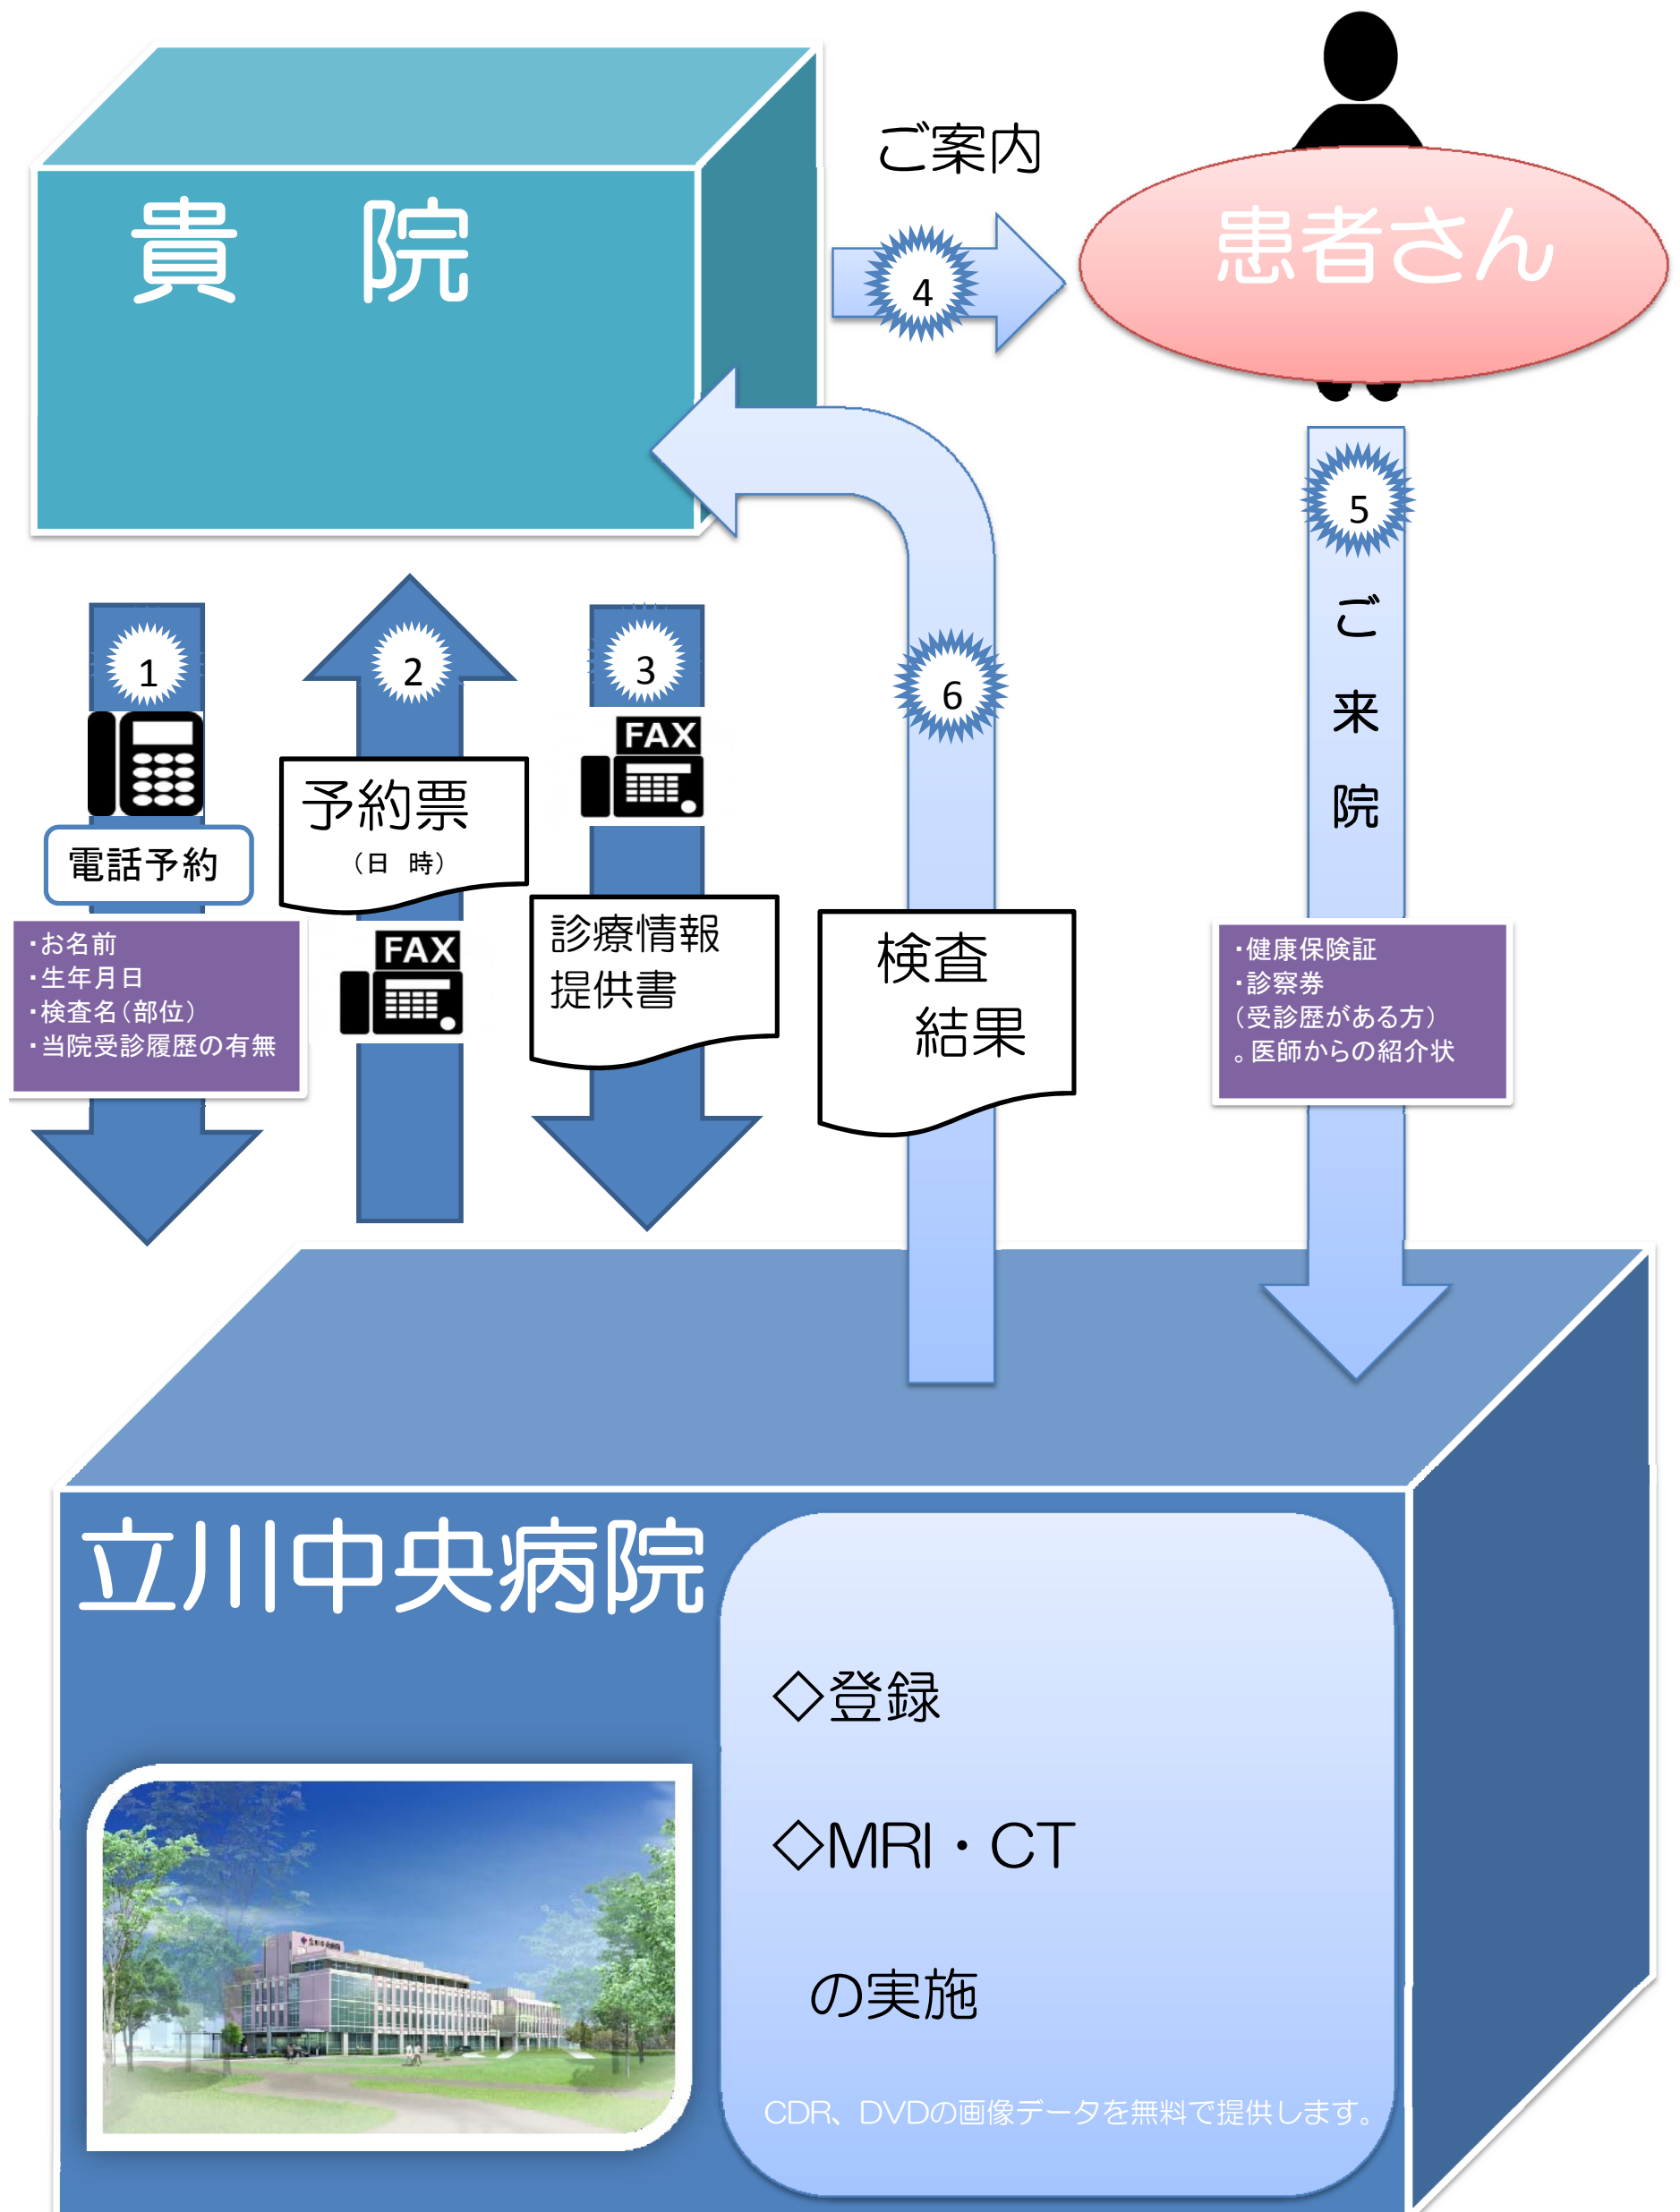 貴　院
ご案内
患者さん
4
5
ご来院
1
2
3
6
FAX
電話予約
予約票
（日　時）
FAX
・お名前
・生年月日
・検査名（部位）
・当院受診履歴の有無
診療情報
提供書
検査
結果
・健康保険証
・診察券
（受診歴がある方）
。医師からの紹介状
立川中央病院
◇登録
◇MRI・CT
の実施
CDR、DVDの画像データを無料で提供します。
立川中央病院